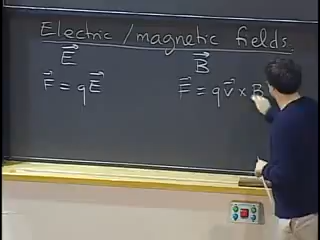 Electric / magnetic fields.
E⃗ B⃗
F⃗ = qE⃗ F⃗ = qv⃗ × B